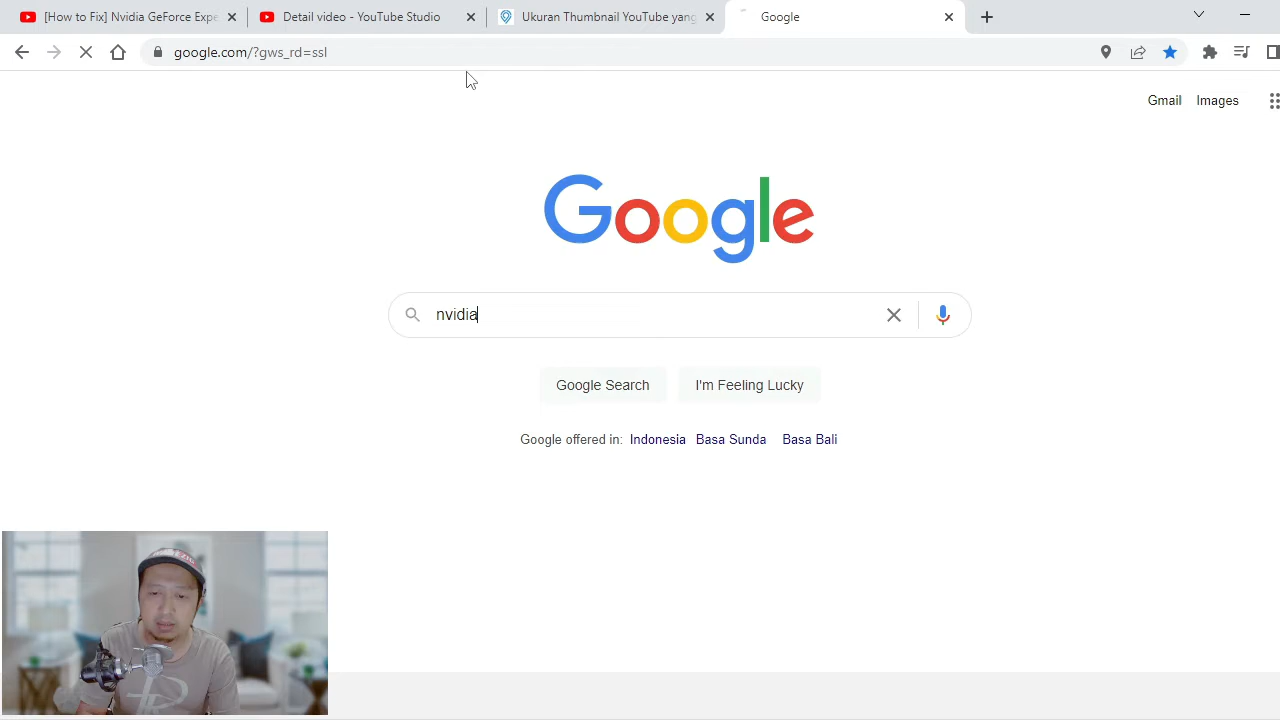 [How to Fix] Nvidia GeForce Expe
Detail video - YouTube Studio
Ukuran Thumbnail YouTube yang
Google
google.com/?gws_rd=ssl
Gmail
Images
Google
nvidia
Google Search
I'm Feeling Lucky
Google offered in: Indonesia Basa Sunda Basa Bali